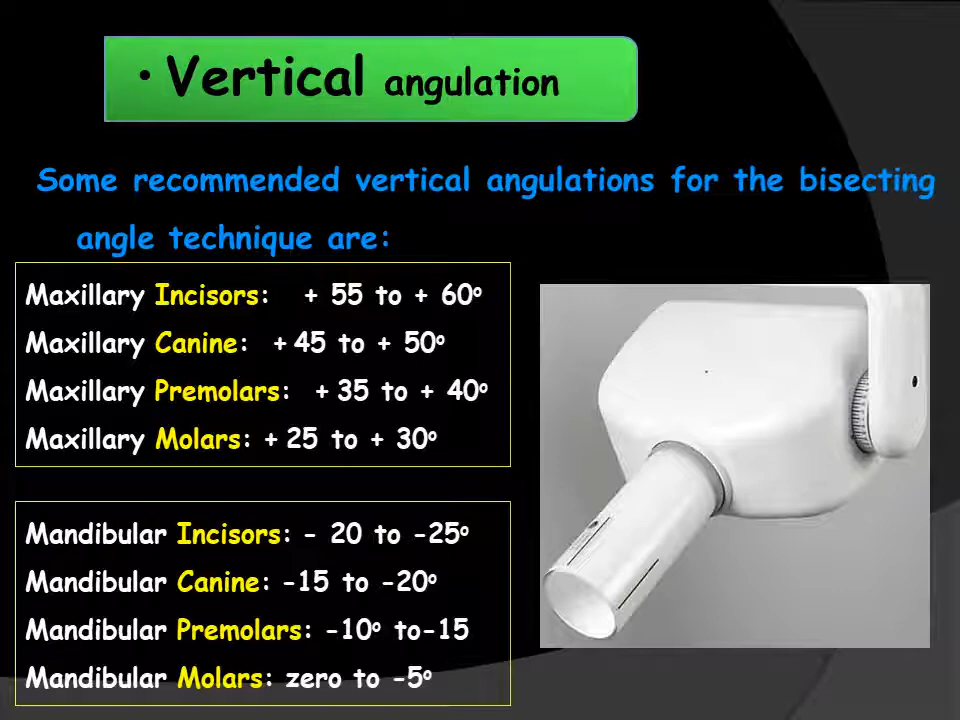 • Vertical angulation
Some recommended vertical angulations for the bisecting
angle technique are:
Maxillary Incisors: + 55 to + 60º
Maxillary Canine: + 45 to + 50º
Maxillary Premolars: + 35 to + 40º
Maxillary Molars: + 25 to + 30º
Mandibular Incisors: - 20 to -25º
Mandibular Canine: -15 to -20º
Mandibular Premolars: -10º to-15
Mandibular Molars: zero to -5º